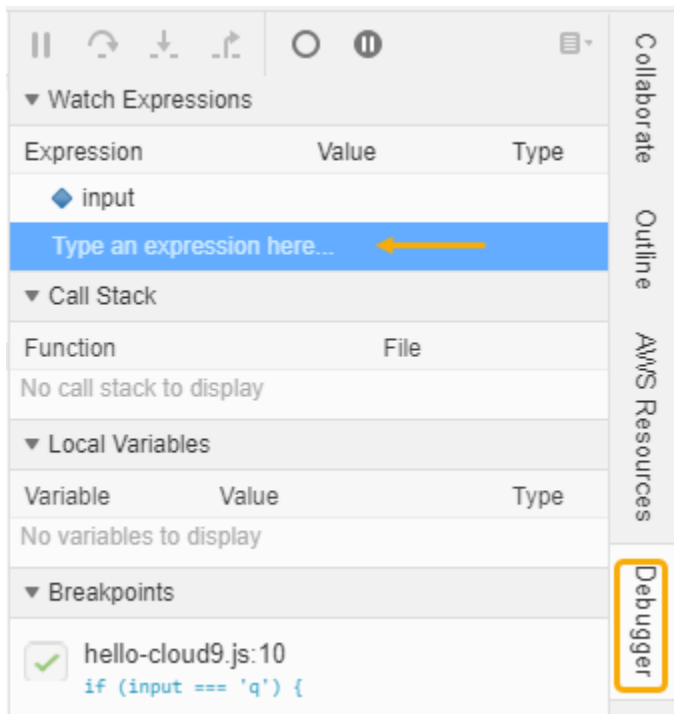 Watch Expressions
Expression Value Type
input
Type an expression here...
Call Stack
Function File
No call stack to display
Local Variables
Variable Value Type
No variables to display
Breakpoints
hello-cloud9.js:10
if (input === 'q') {
Collaborate
Outline
AWS Resources
Debugger